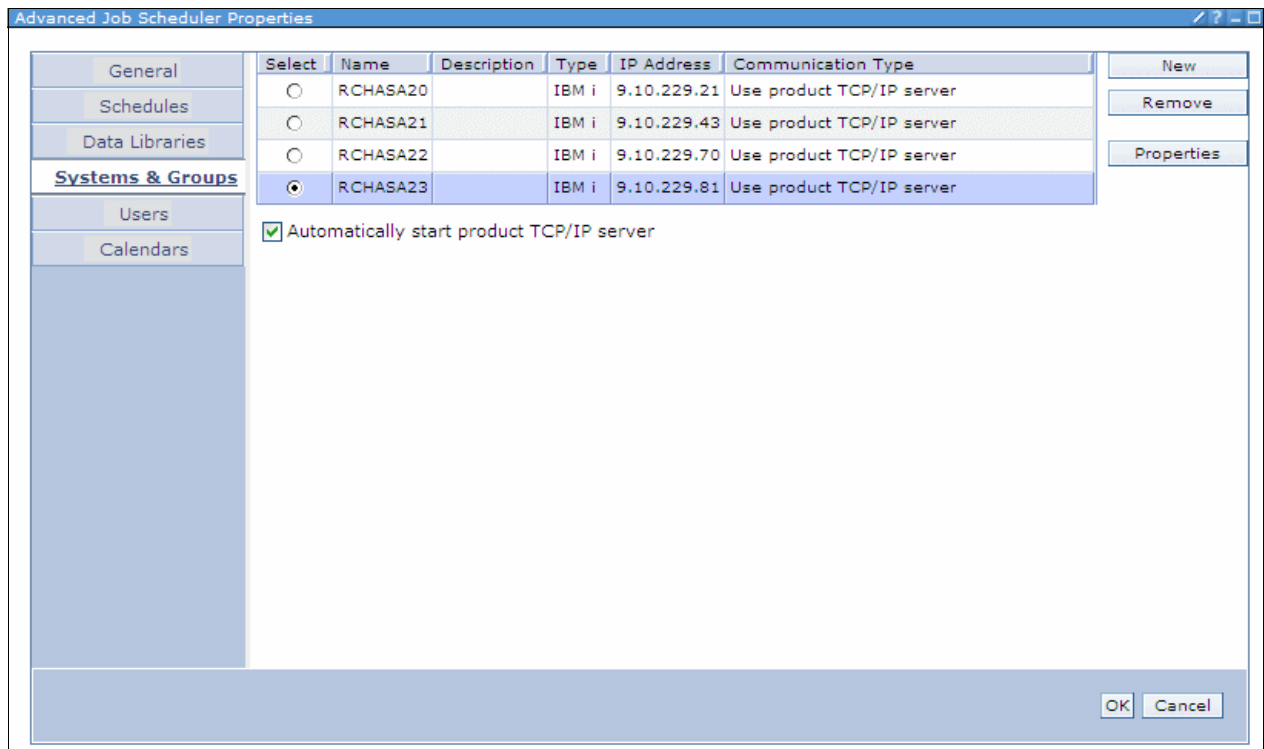 Advanced Job Scheduler Properties
General
Schedules
Data Libraries
Systems & Groups
Users
Calendars
Select Name Description Type IP Address Communication Type
RCHASA20 IBM i 9.10.229.21 Use product TCP/IP server
RCHASA21 IBM i 9.10.229.43 Use product TCP/IP server
RCHASA22 IBM i 9.10.229.70 Use product TCP/IP server
RCHASA23 IBM i 9.10.229.81 Use product TCP/IP server
Automatically start product TCP/IP server
New
Remove
Properties
OK Cancel